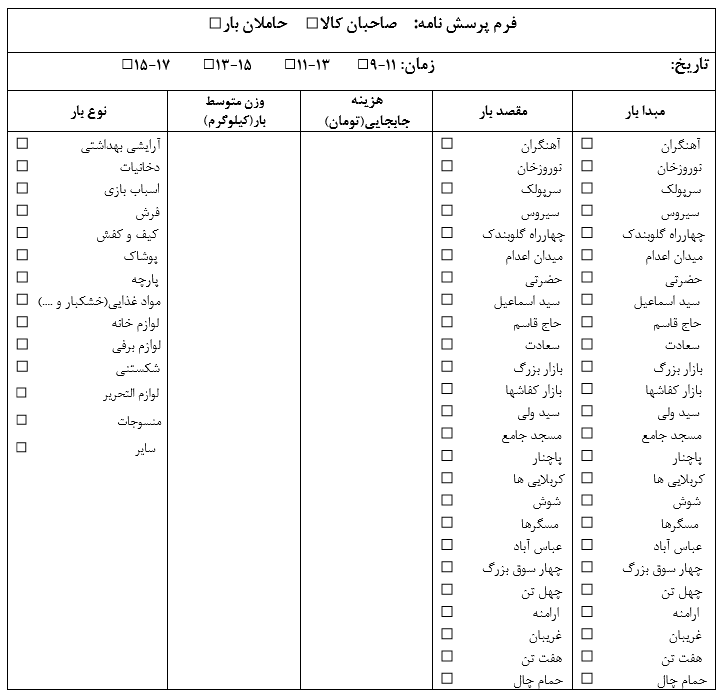 فرم پرسش نامه: صاحبان کالا☐ حاملان بار☐
تاریخ: زمان: ۹-۱۱☐ ۱۱-۱۳☐ ۱۳-۱۵☐ ۱۵-۱۷☐
مبدا بار مقصد بار هزینه جابجایی(تومان) وزن متوسط بار(کیلوگرم) نوع بار
آهنگران ☐ آهنگران ☐ آرایشی بهداشتی ☐
نوروزخان ☐ نوروزخان ☐ دخانیات ☐
سرپولک ☐ سرپولک ☐ اسباب بازی ☐
سیروس ☐ سیروس ☐ فرش ☐
چهارراه گلوبندک ☐ چهارراه گلوبندک ☐ کیف و کفش ☐
میدان اعدام ☐ میدان اعدام ☐ پوشاک ☐
حضرتی ☐ حضرتی ☐ پارچه ☐
سید اسماعیل ☐ سید اسماعیل ☐ مواد غذایی(خشکبار و ....) ☐
حاج قاسم ☐ حاج قاسم ☐ لوازم خانه ☐
سعادت ☐ سعادت ☐ لوازم برقی ☐
بازار بزرگ ☐ بازار بزرگ ☐ شکستنی ☐
بازار کفاشها ☐ بازار کفاشها ☐ لوازم التحریر ☐
سید ولی ☐ سید ولی ☐ منسوجات ☐
مسجد جامع ☐ مسجد جامع ☐ سایر ☐
پاچنار ☐ پاچنار ☐
کربلایی ها ☐ کربلایی ها ☐
شوش ☐ شوش ☐
مسگرها ☐ مسگرها ☐
عباس آباد ☐ عباس آباد ☐
چهار سوق بزرگ ☐ چهار سوق بزرگ ☐
چهل تن ☐ چهل تن ☐
ارامنه ☐ ارامنه ☐
غریبان ☐ غریبان ☐
هفت تن ☐ هفت تن ☐
حمام چال ☐ حمام چال ☐